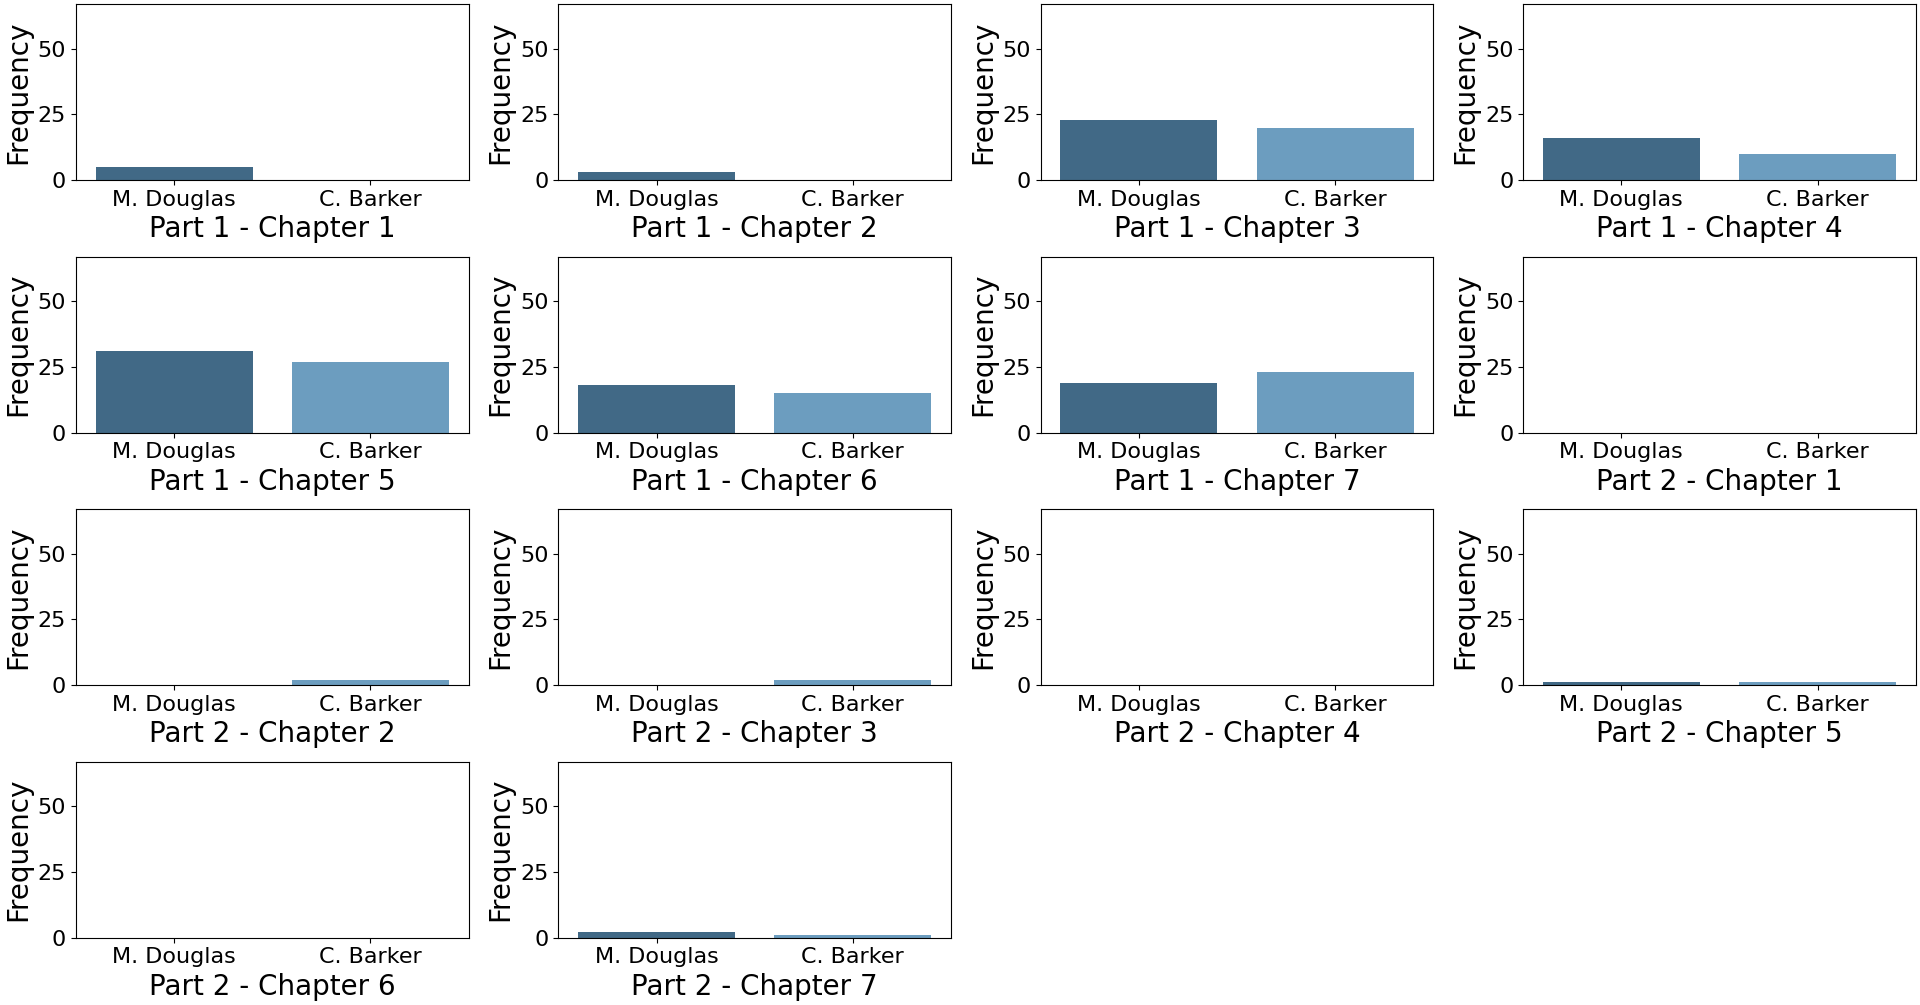 Frequency
50
25
0
M. Douglas C. Barker
Part 1 - Chapter 1
Frequency
50
25
0
M. Douglas C. Barker
Part 1 - Chapter 2
Frequency
50
25
0
M. Douglas C. Barker
Part 1 - Chapter 3
Frequency
50
25
0
M. Douglas C. Barker
Part 1 - Chapter 4
Frequency
50
25
0
M. Douglas C. Barker
Part 1 - Chapter 5
Frequency
50
25
0
M. Douglas C. Barker
Part 1 - Chapter 6
Frequency
50
25
0
M. Douglas C. Barker
Part 1 - Chapter 7
Frequency
50
25
0
M. Douglas C. Barker
Part 2 - Chapter 1
Frequency
50
25
0
M. Douglas C. Barker
Part 2 - Chapter 2
Frequency
50
25
0
M. Douglas C. Barker
Part 2 - Chapter 3
Frequency
50
25
0
M. Douglas C. Barker
Part 2 - Chapter 4
Frequency
50
25
0
M. Douglas C. Barker
Part 2 - Chapter 5
Frequency
50
25
0
M. Douglas C. Barker
Part 2 - Chapter 6
Frequency
50
25
0
M. Douglas C. Barker
Part 2 - Chapter 7